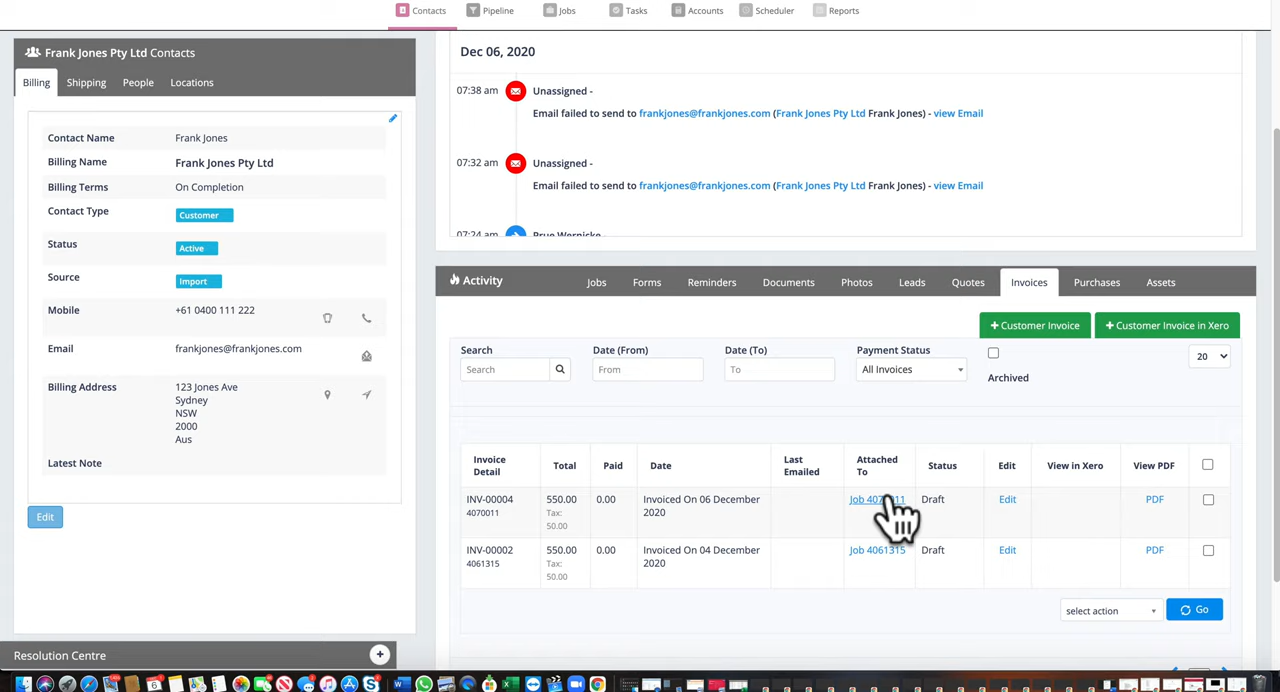 Contacts Pipeline Jobs Tasks Accounts Scheduler Reports
Frank Jones Pty Ltd Contacts
Billing Shipping People Locations
Contact Name Frank Jones
Billing Name Frank Jones Pty Ltd
Billing Terms On Completion
Contact Type Customer
Status Active
Source Import
Mobile +61 0400 111 222
Email frankjones@frankjones.com
Billing Address 123 Jones Ave
Sydney
NSW
2000
Aus
Latest Note
Edit
Resolution Centre +
Dec 06, 2020
07:38 am Unassigned -
Email failed to send to frankjones@frankjones.com (Frank Jones Pty Ltd Frank Jones) - view Email
07:32 am Unassigned -
Email failed to send to frankjones@frankjones.com (Frank Jones Pty Ltd Frank Jones) - view Email
07:24 am Prue Wernicke
Activity Jobs Forms Reminders Documents Photos Leads Quotes Invoices Purchases Assets
+ Customer Invoice + Customer Invoice in Xero
Search Date (From) Date (To) Payment Status
Search From To All Invoices 20
Archived
Invoice Detail Total Paid Date Last Emailed Attached To Status Edit View in Xero View PDF
INV-00004 550.00 0.00 Invoiced On 06 December Job 407 11 Draft Edit PDF
4070011 Tax: 2020
50.00
INV-00002 550.00 0.00 Invoiced On 04 December Job 4061315 Draft Edit PDF
4061315 Tax: 2020
50.00
select action Go